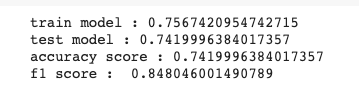 train model : 0.7567420954742715
test model : 0.7419996384017357
accuracy score : 0.7419996384017357
f1 score :  0.848046001490789